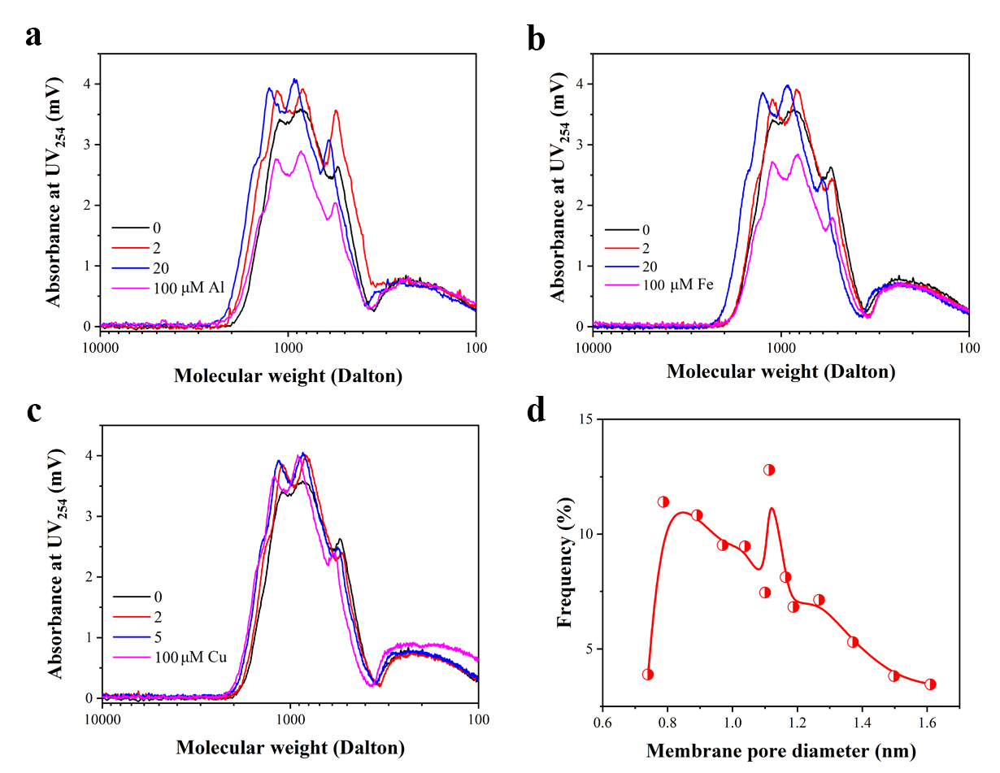 a
Absorbance at UV254 (mV)
4
3
2
1
0
0
2
20
100 μM Al
10000
1000
100
Molecular weight (Dalton)
b
Absorbance at UV254 (mV)
4
3
2
1
0
0
2
20
100 μM Fe
10000
1000
100
Molecular weight (Dalton)
c
Absorbance at UV254 (mV)
4
3
2
1
0
0
2
5
100 μM Cu
10000
1000
100
Molecular weight (Dalton)
d
Frequency (%)
15
10
5
0.6
0.8
1.0
1.2
1.4
1.6
Membrane pore diameter (nm)